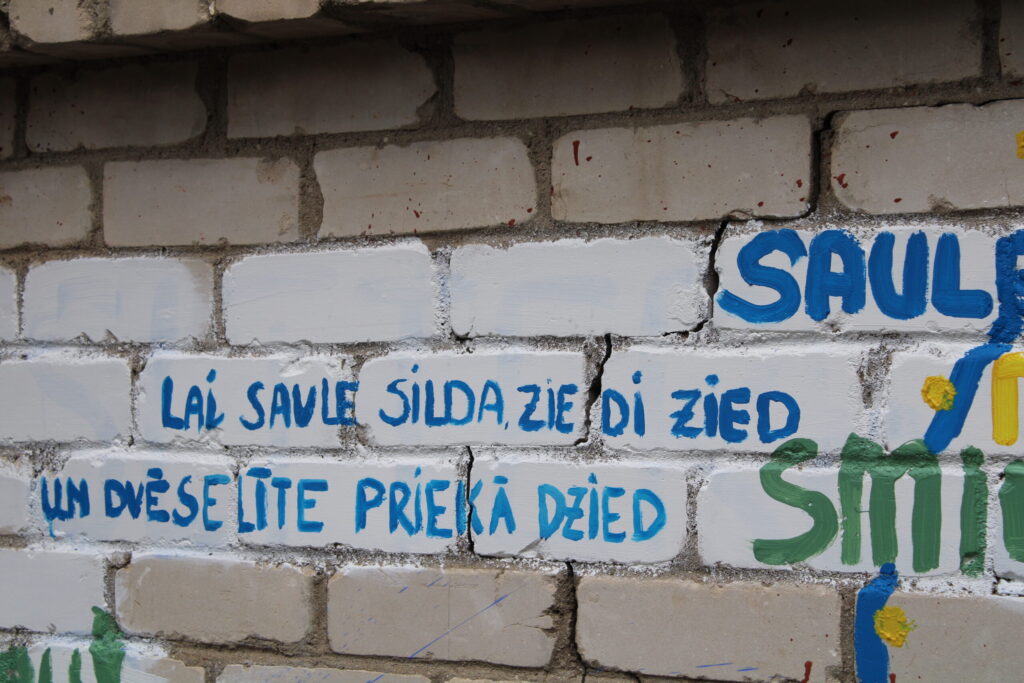 SAULE
LAI SAULE SILDA, ZIEDI ZIED
UN DVĒSELĪTE PRIEKĀ DZIED